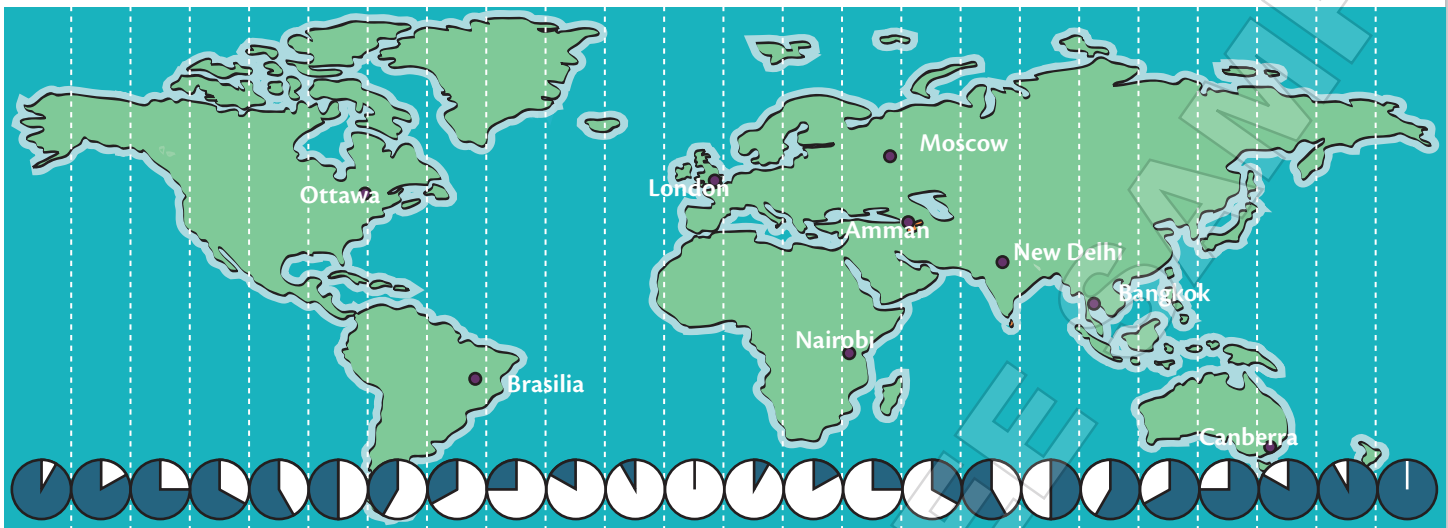 Moscow
Ottawa
London
Amman
New Delhi
Bangkok
Nairobi
Brasilia
Canberra